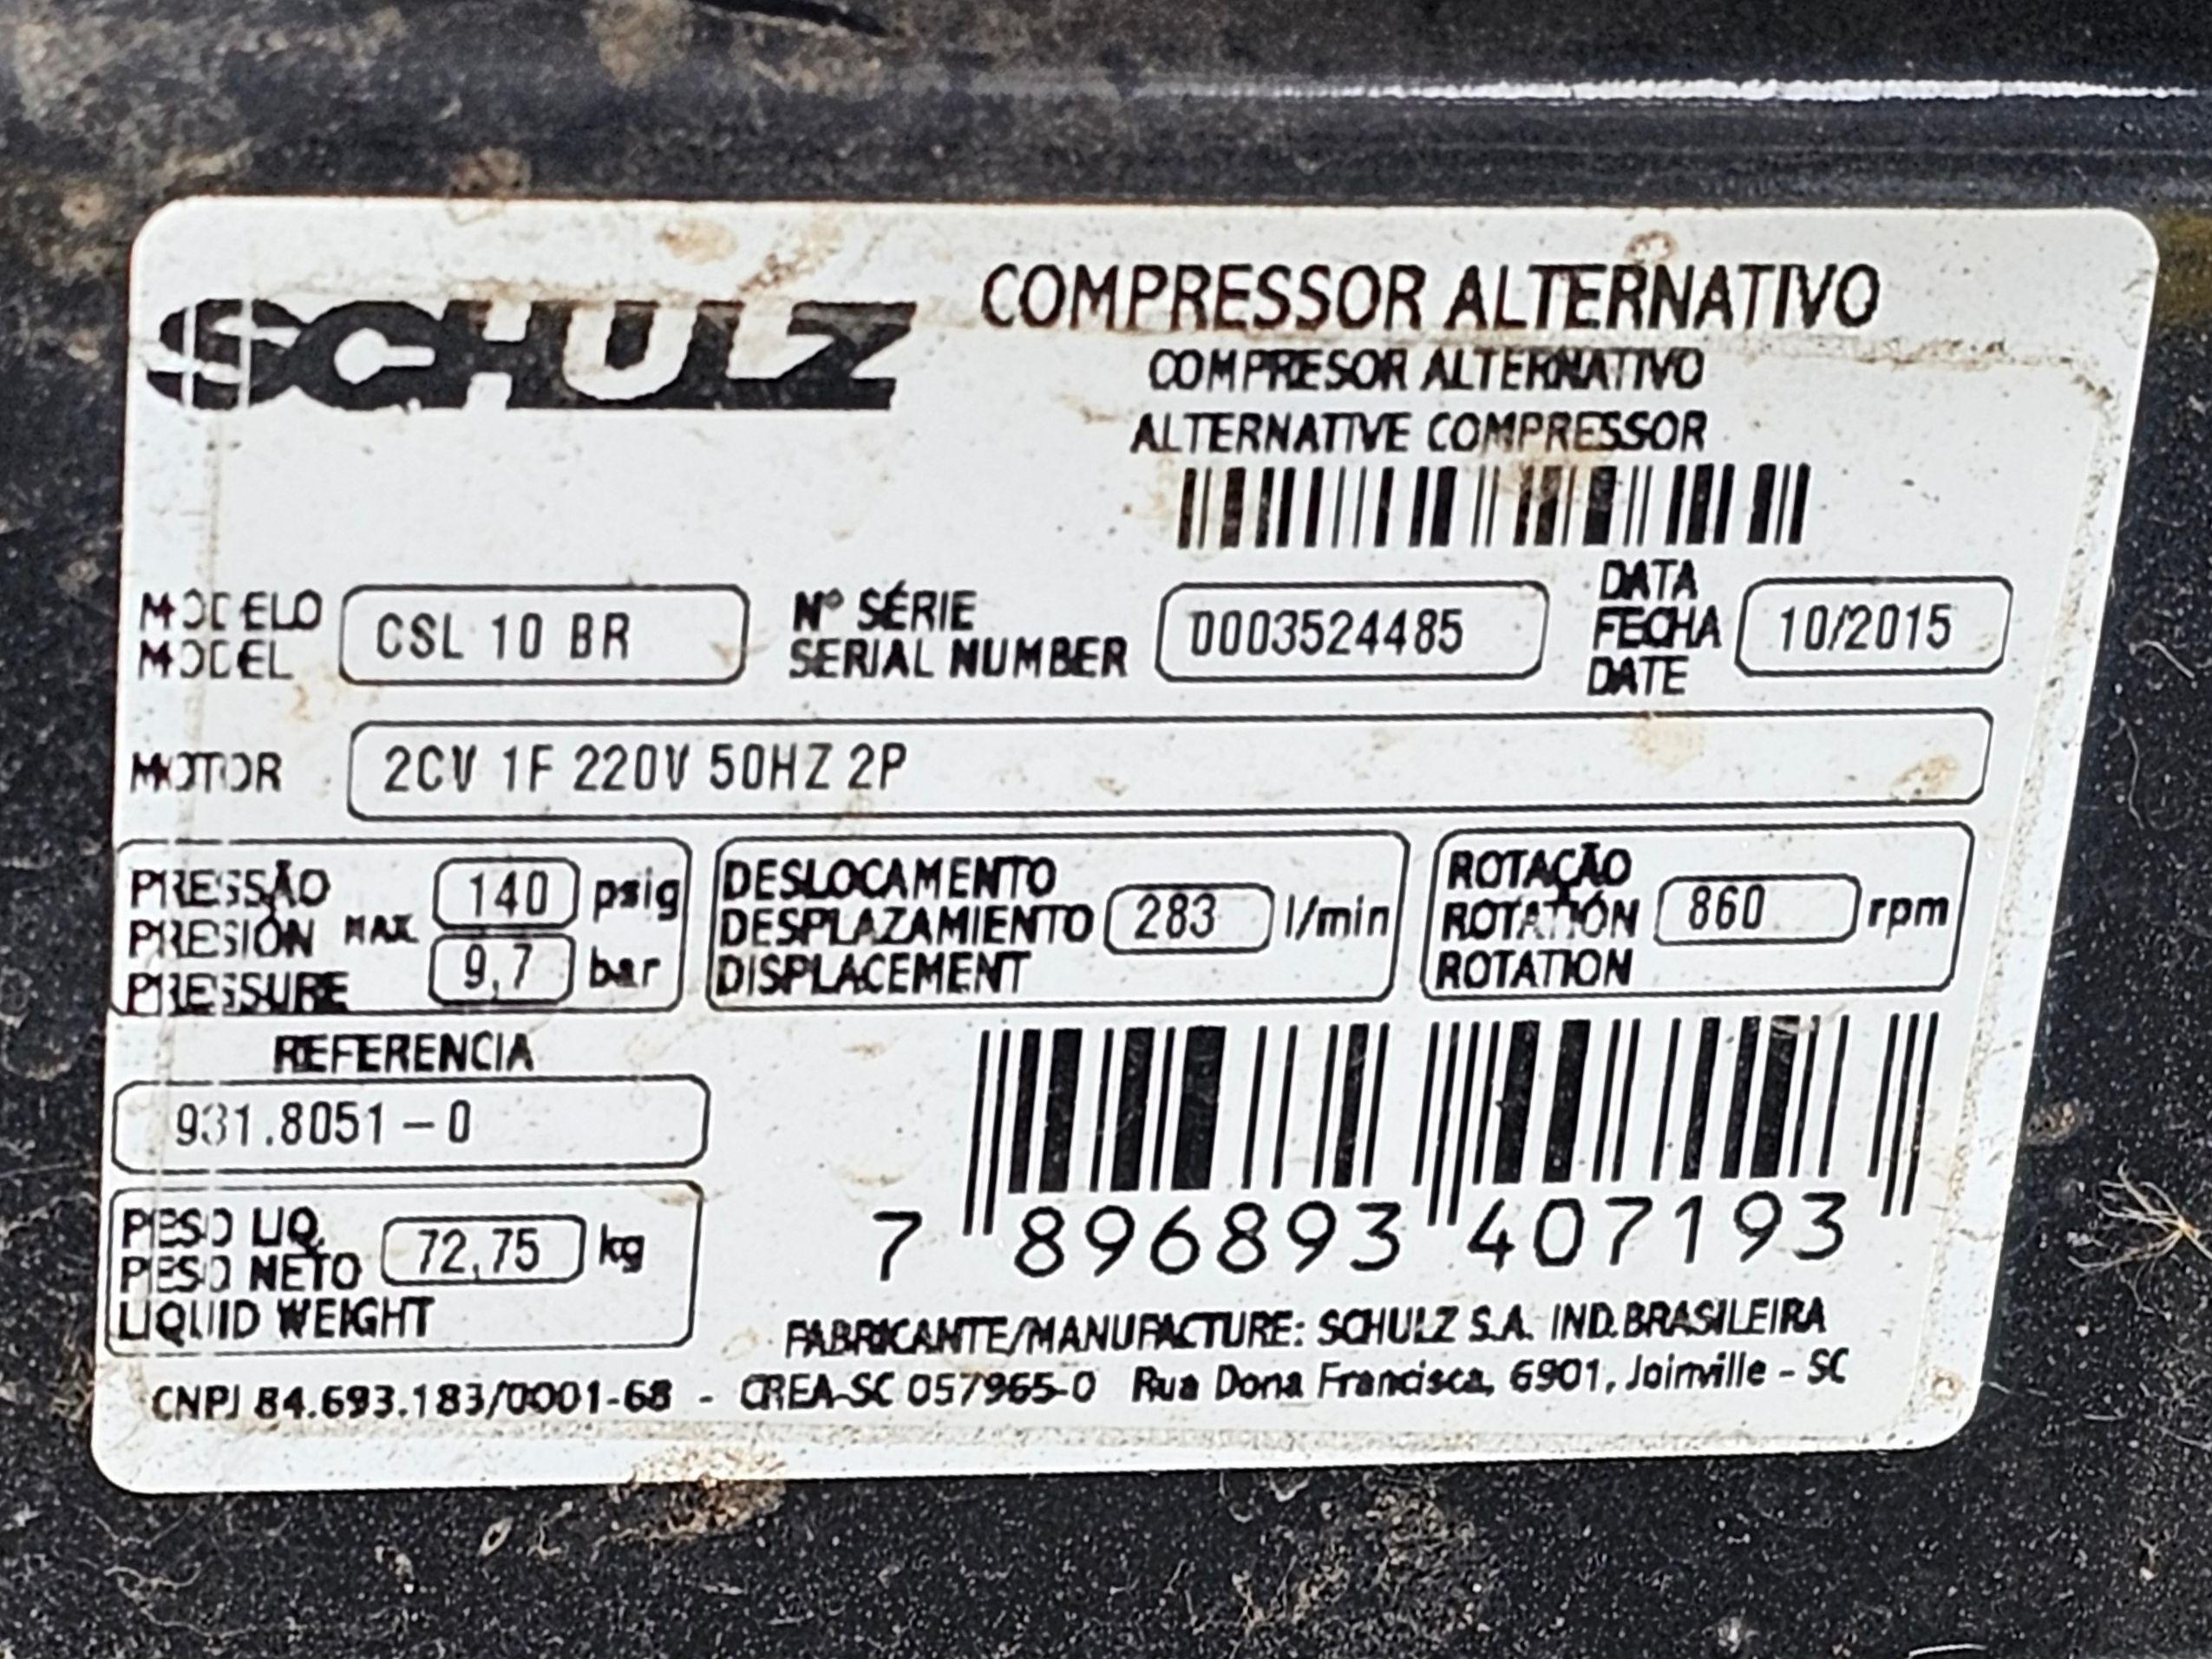 SCHULZ
COMPRESSOR ALTERNATIVO
COMPRESOR ALTERNATIVO
ALTERNATIVE COMPRESSOR
MODELO
MODEL
CSL 10 BR
Nº SÉRIE
SERIAL NUMBER
0003524485
DATA
FECHA
DATE
10/2015
MOTOR
2CV 1F 220V 50HZ 2P
PRESSÃO
PRESIÓN
PRESSURE
MAX.
140 psig
9,7 bar
DESLOCAMENTO
DESPLAZAMIENTO
DISPLACEMENT
283 l/min
ROTAÇÃO
ROTATIÓN
ROTATION
860 rpm
REFERENCIA
931.8051-0
PESO LIQ.
PESO NETO
LIQUID WEIGHT
72,75 kg
7 896893 407193
FABRICANTE/MANUFACTURE: SCHULZ S.A. IND.BRASILEIRA
CNPJ 84.693.183/0001-68 - CREA-SC 057965-0 Rua Dona Francisca, 6901, Joinville - SC